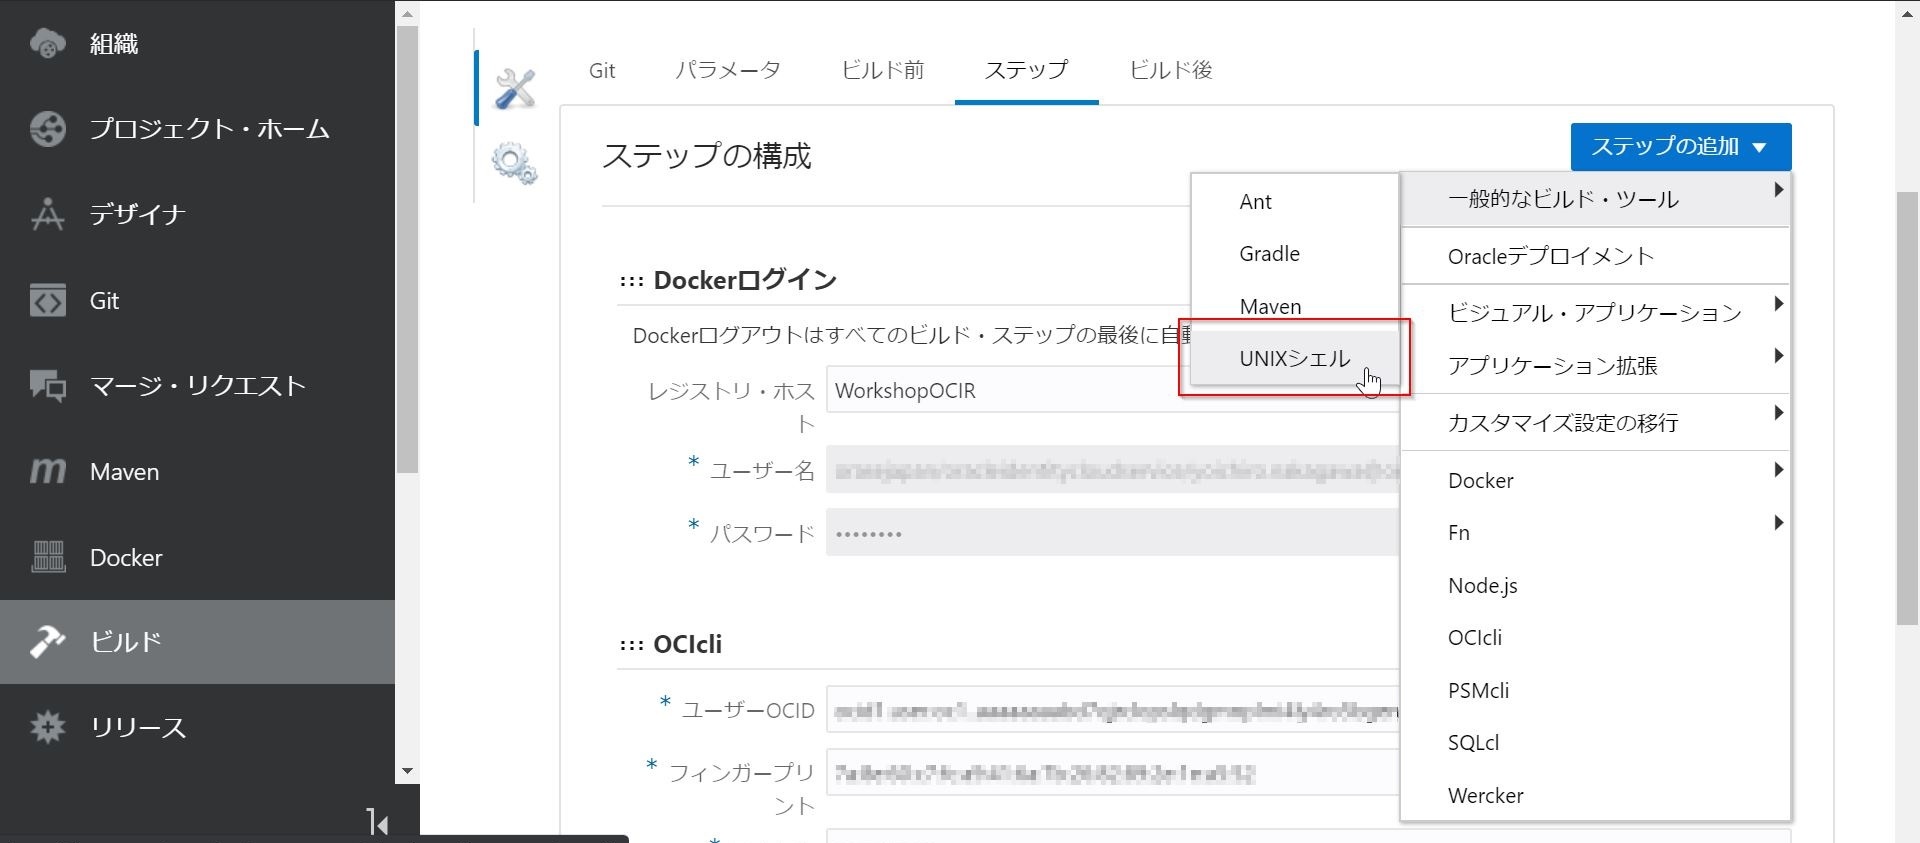 組織
プロジェクト・ホーム
デザイナ
Git
マージ・リクエスト
Maven
Docker
ビルド
リリース
Git
パラメータ
ビルド前
ステップ
ビルド後
ステップの構成
ステップの追加
Dockerログイン
Dockerログアウトはすべてのビルド・ステップの最後に自
レジストリ・ホスト
WorkshopOCIR
* ユーザー名
* パスワード
••••••••
OCIcli
* ユーザーOCID
* フィンガープリント
*
Ant
Gradle
Maven
UNIXシェル
一般的なビルド・ツール
Oracleデプロイメント
ビジュアル・アプリケーション
アプリケーション拡張
カスタマイズ設定の移行
Docker
Fn
Node.js
OCIcli
PSMcli
SQLcl
Wercker